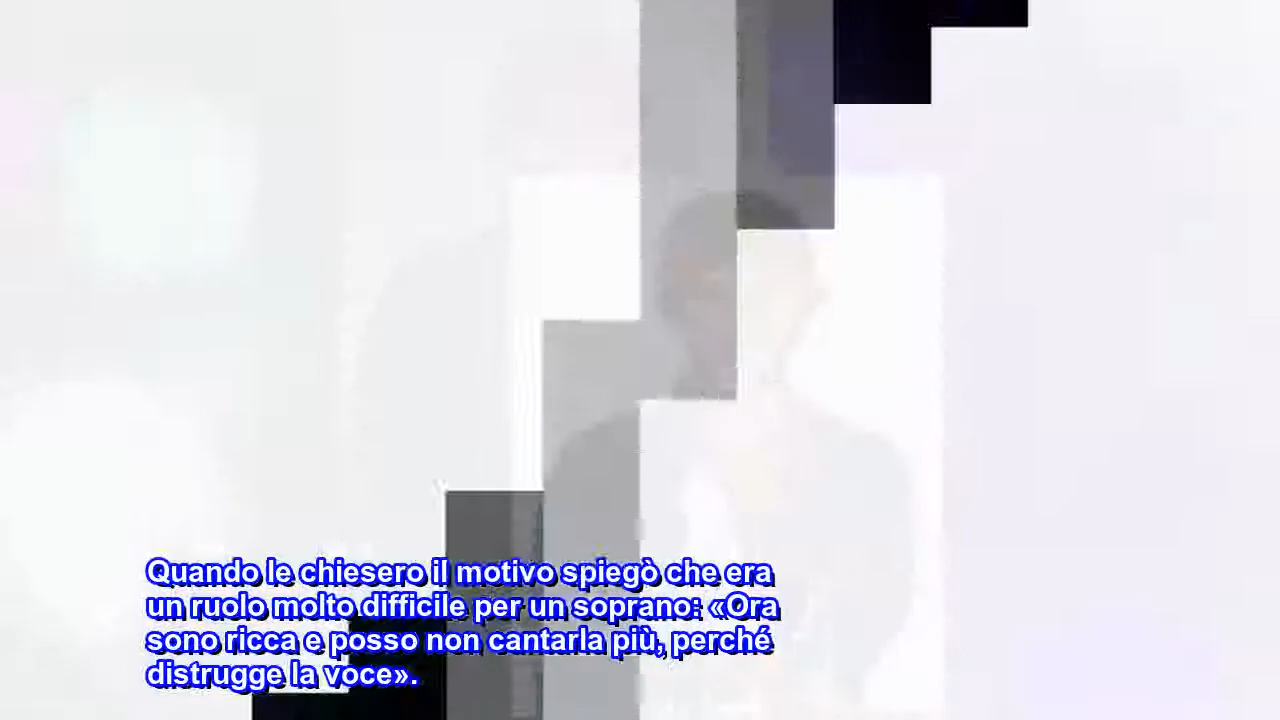 Quando le chiesero il motivo spiegò che era
un ruolo molto difficile per un soprano: «Ora
sono ricca e posso non cantarla più, perché
distrugge la voce».